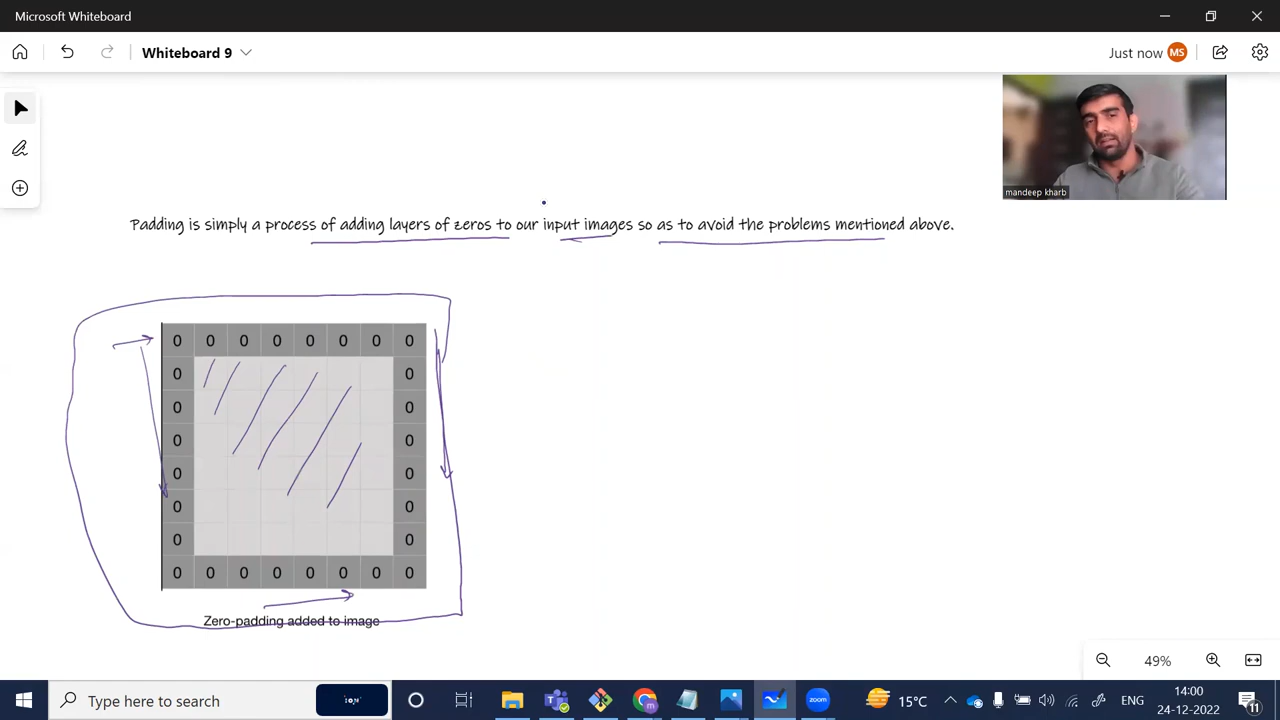 Microsoft Whiteboard
Whiteboard 9
Just now MS
mandeep kharb
Padding is simply a process of adding layers of zeros to our input images so as to avoid the problems mentioned above.
0 0 0 0 0 0 0 0
0 0
0 0
0 0
0 0
0 0
0 0
0 0 0 0 0 0 0 0
Zero-padding added to image
49%
Type here to search
15°C
ENG
14:00
24-12-2022
11
zoom
m